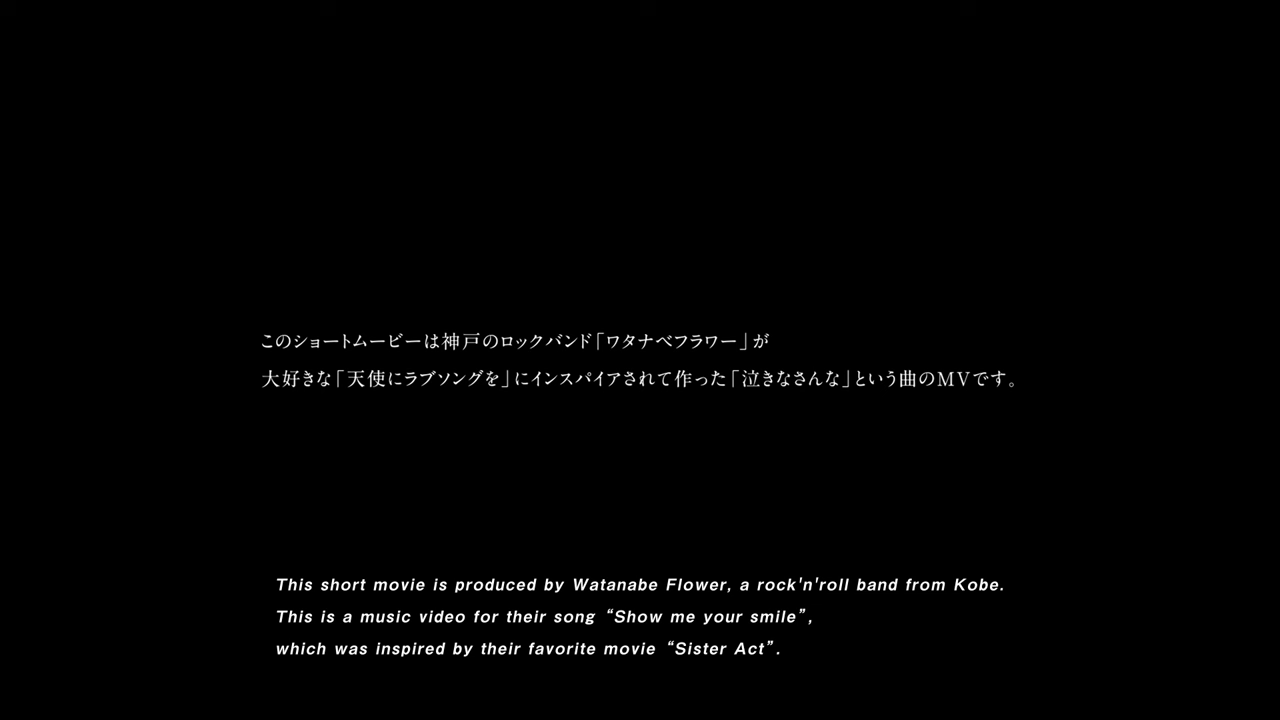 このショートムービーは神戸のロックバンド「ワタナベフラワー」が
大好きな「天使にラブソングを」にインスパイアされて作った「泣きなさんな」という曲のMVです。
This short movie is produced by Watanabe Flower, a rock'n'roll band from Kobe.
This is a music video for their song “Show me your smile”,
which was inspired by their favorite movie “Sister Act”.